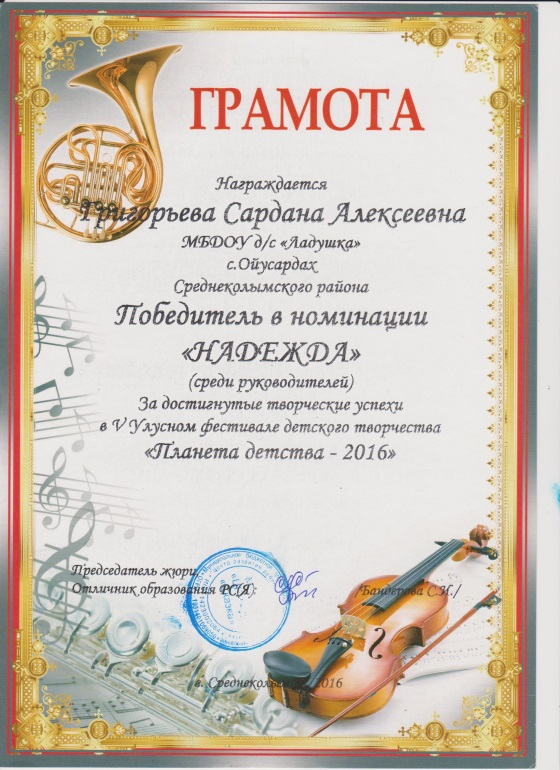 ГРАМОТА
Награждается
Григорьева Сардана Алексеевна
МБДОУ д/с «Ладушка»
с.Ойусардах
Среднеколымского района
Победитель в номинации
«НАДЕЖДА»
(среди руководителей)
За достигнутые творческие успехи
в V Улусном фестивале детского творчества
«Планета детства - 2016»
Председатель жюри
Отличник образования РС(Я): С.И./
2016